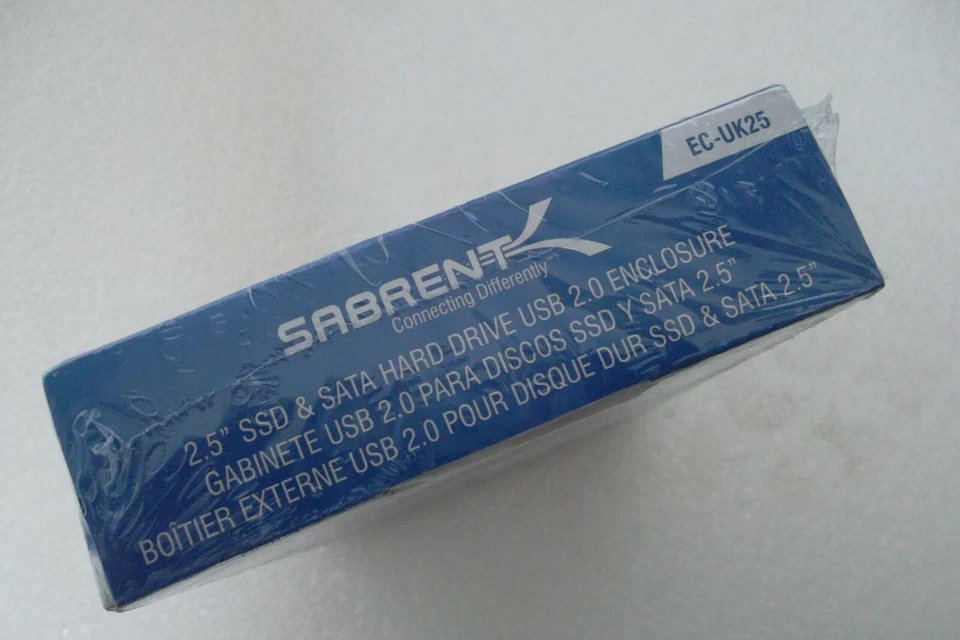 EC-UK25
SABRENT
Connecting Differently
2.5" SSD & SATA HARD DRIVE USB 2.0 ENCLOSURE
GABINETE USB 2.0 PARA DISCOS SSD Y SATA 2.5"
BOÎTIER EXTERNE USB 2.0 POUR DISQUE DUR SSD & SATA 2.5"